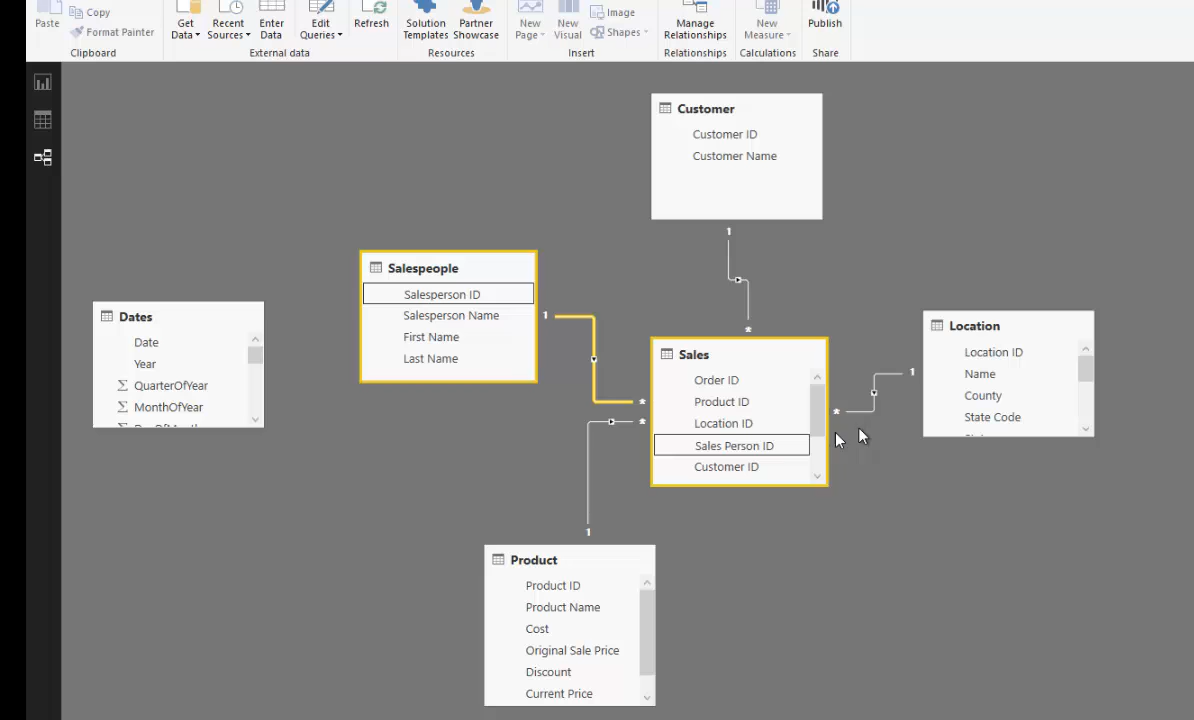 Paste
Copy
Format Painter
Clipboard
Get Data
Recent Sources
Enter Data
Edit Queries
External data
Refresh
Solution Templates
Partner Showcase
Resources
New Page
New Visual
Image
Shapes
Insert
Manage Relationships
Relationships
New Measure
Calculations
Publish
Share
Customer
Customer ID
Customer Name
1
*
Salespeople
Salesperson ID
Salesperson Name
First Name
Last Name
1
*
*
Dates
Date
Year
Σ QuarterOfYear
Σ MonthOfYear
Sales
Order ID
Product ID
Location ID
Sales Person ID
Customer ID
*
1
Location
Location ID
Name
County
State Code
1
Product
Product ID
Product Name
Cost
Original Sale Price
Discount
Current Price